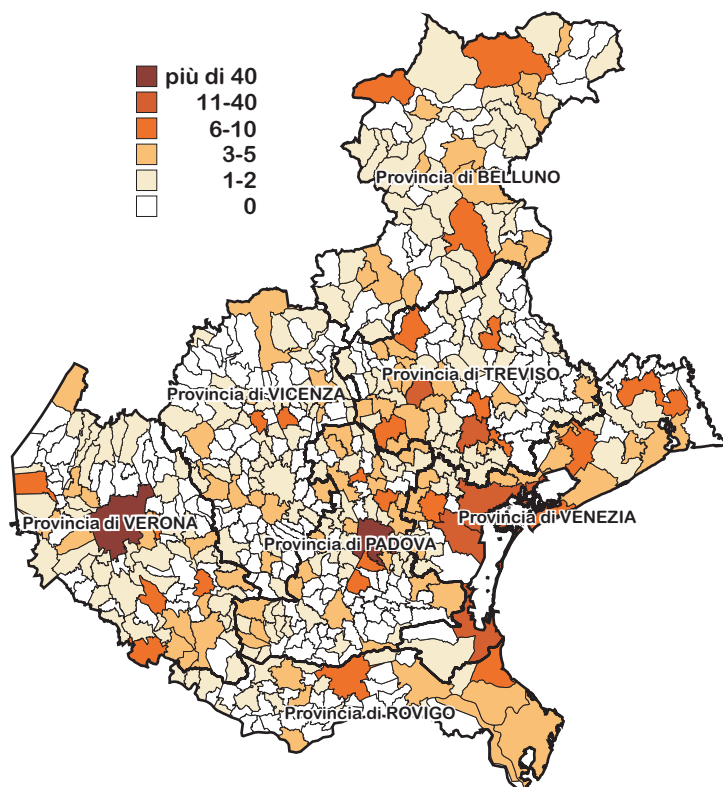 più di 40
11-40
6-10
3-5
1-2
0
Provincia di BELLUNO
Provincia di TREVISO
Provincia di VICENZA
Provincia di VERONA
Provincia di VENEZIA
Provincia di PADOVA
Provincia di ROVIGO